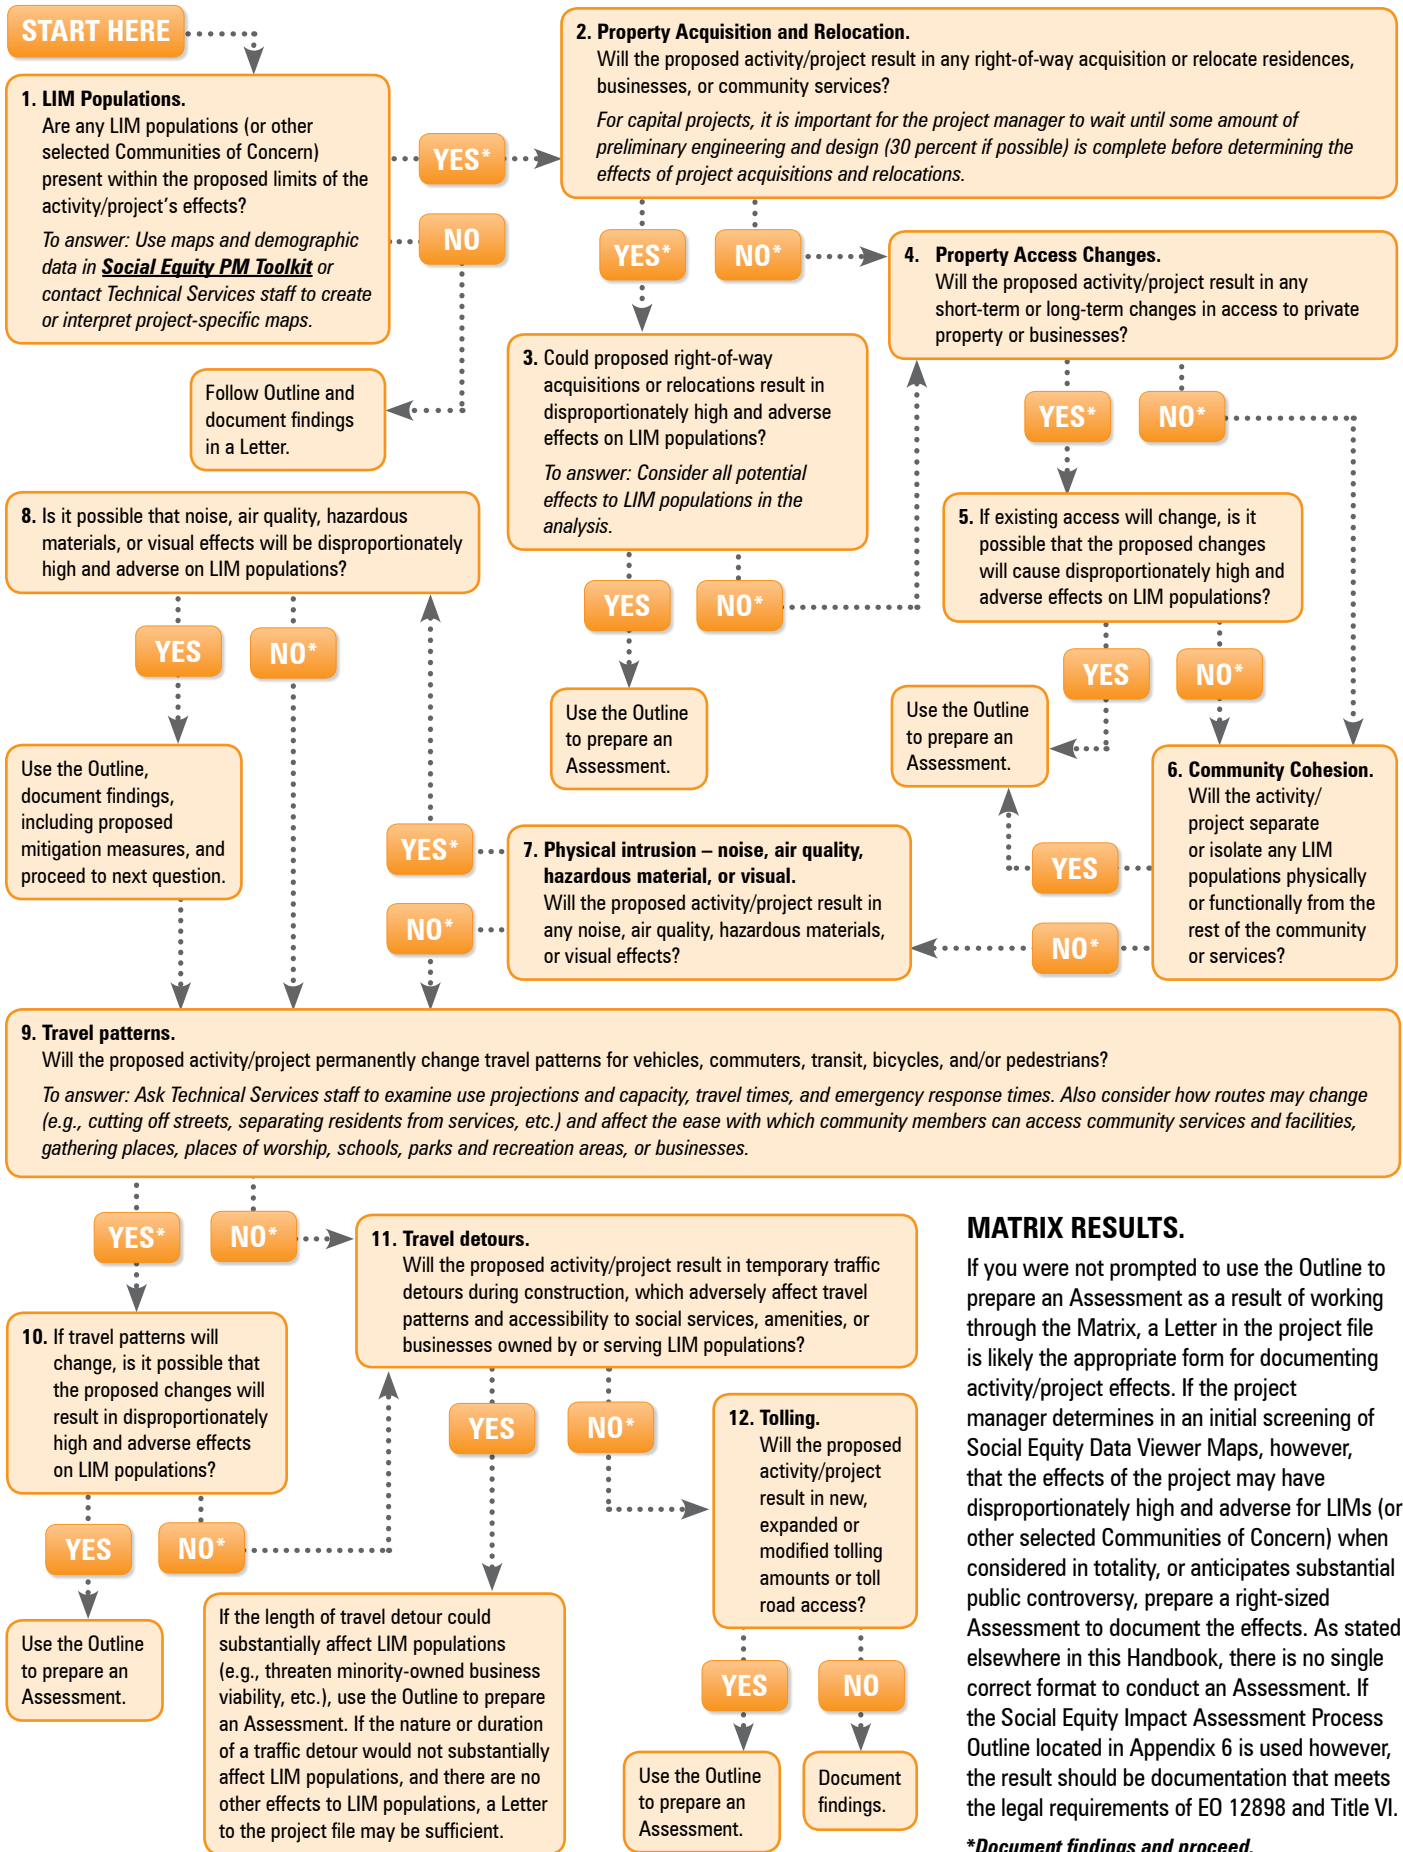 START HERE
1. LIM Populations.
Are any LIM populations (or other
selected Communities of Concern)
present within the proposed limits of the
activity/project's effects?
To answer: Use maps and demographic
data in Social Equity PM Toolkit or
contact Technical Services staff to create
or interpret project-specific maps.
YES*
NO
Follow Outline and
document findings
in a Letter.
2. Property Acquisition and Relocation.
Will the proposed activity/project result in any right-of-way acquisition or relocate residences,
businesses, or community services?
For capital projects, it is important for the project manager to wait until some amount of
preliminary engineering and design (30 percent if possible) is complete before determining the
effects of project acquisitions and relocations.
YES*
NO*
3. Could proposed right-of-way
acquisitions or relocations result in
disproportionately high and adverse
effects on LIM populations?
To answer: Consider all potential
effects to LIM populations in the
analysis.
YES
NO*
Use the Outline
to prepare an
Assessment.
4. Property Access Changes.
Will the proposed activity/project result in any
short-term or long-term changes in access to private
property or businesses?
YES*
NO*
5. If existing access will change, is it
possible that the proposed changes
will cause disproportionately high and
adverse effects on LIM populations?
YES
NO*
Use the Outline
to prepare an
Assessment.
6. Community Cohesion.
Will the activity/
project separate
or isolate any LIM
populations physically
or functionally from the
rest of the community
or services?
YES
NO*
7. Physical intrusion – noise, air quality,
hazardous material, or visual.
Will the proposed activity/project result in
any noise, air quality, hazardous materials,
or visual effects?
YES*
NO*
8. Is it possible that noise, air quality, hazardous
materials, or visual effects will be disproportionately
high and adverse on LIM populations?
YES
NO*
Use the Outline,
document findings,
including proposed
mitigation measures, and
proceed to next question.
9. Travel patterns.
Will the proposed activity/project permanently change travel patterns for vehicles, commuters, transit, bicycles, and/or pedestrians?
To answer: Ask Technical Services staff to examine use projections and capacity, travel times, and emergency response times. Also consider how routes may change
(e.g., cutting off streets, separating residents from services, etc.) and affect the ease with which community members can access community services and facilities,
gathering places, places of worship, schools, parks and recreation areas, or businesses.
YES*
NO*
10. If travel patterns will
change, is it possible that
the proposed changes will
result in disproportionately
high and adverse effects
on LIM populations?
YES
NO*
Use the Outline
to prepare an
Assessment.
11. Travel detours.
Will the proposed activity/project result in temporary traffic
detours during construction, which adversely affect travel
patterns and accessibility to social services, amenities, or
businesses owned by or serving LIM populations?
YES
NO*
If the length of travel detour could
substantially affect LIM populations
(e.g., threaten minority-owned business
viability, etc.), use the Outline to prepare
an Assessment. If the nature or duration
of a traffic detour would not substantially
affect LIM populations, and there are no
other effects to LIM populations, a Letter
to the project file may be sufficient.
12. Tolling.
Will the proposed
activity/project
result in new,
expanded or
modified tolling
amounts or toll
road access?
YES
NO
Use the Outline
to prepare an
Assessment.
Document
findings.
MATRIX RESULTS.
If you were not prompted to use the Outline to
prepare an Assessment as a result of working
through the Matrix, a Letter in the project file
is likely the appropriate form for documenting
activity/project effects. If the project
manager determines in an initial screening of
Social Equity Data Viewer Maps, however,
that the effects of the project may have
disproportionately high and adverse for LIMs (or
other selected Communities of Concern) when
considered in totality, or anticipates substantial
public controversy, prepare a right-sized
Assessment to document the effects. As stated
elsewhere in this Handbook, there is no single
correct format to conduct an Assessment. If
the Social Equity Impact Assessment Process
Outline located in Appendix 6 is used however,
the result should be documentation that meets
the legal requirements of EO 12898 and Title VI.
*Document findings and proceed.